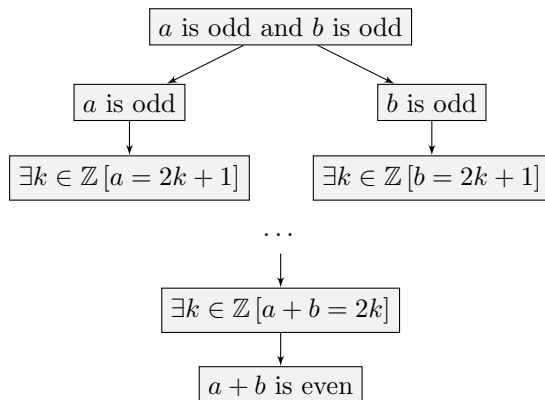 a is odd and b is odd
a is odd
b is odd
∃k ∈ ℤ [a = 2k + 1]
∃k ∈ ℤ [b = 2k + 1]
...
∃k ∈ ℤ [a + b = 2k]
a + b is even